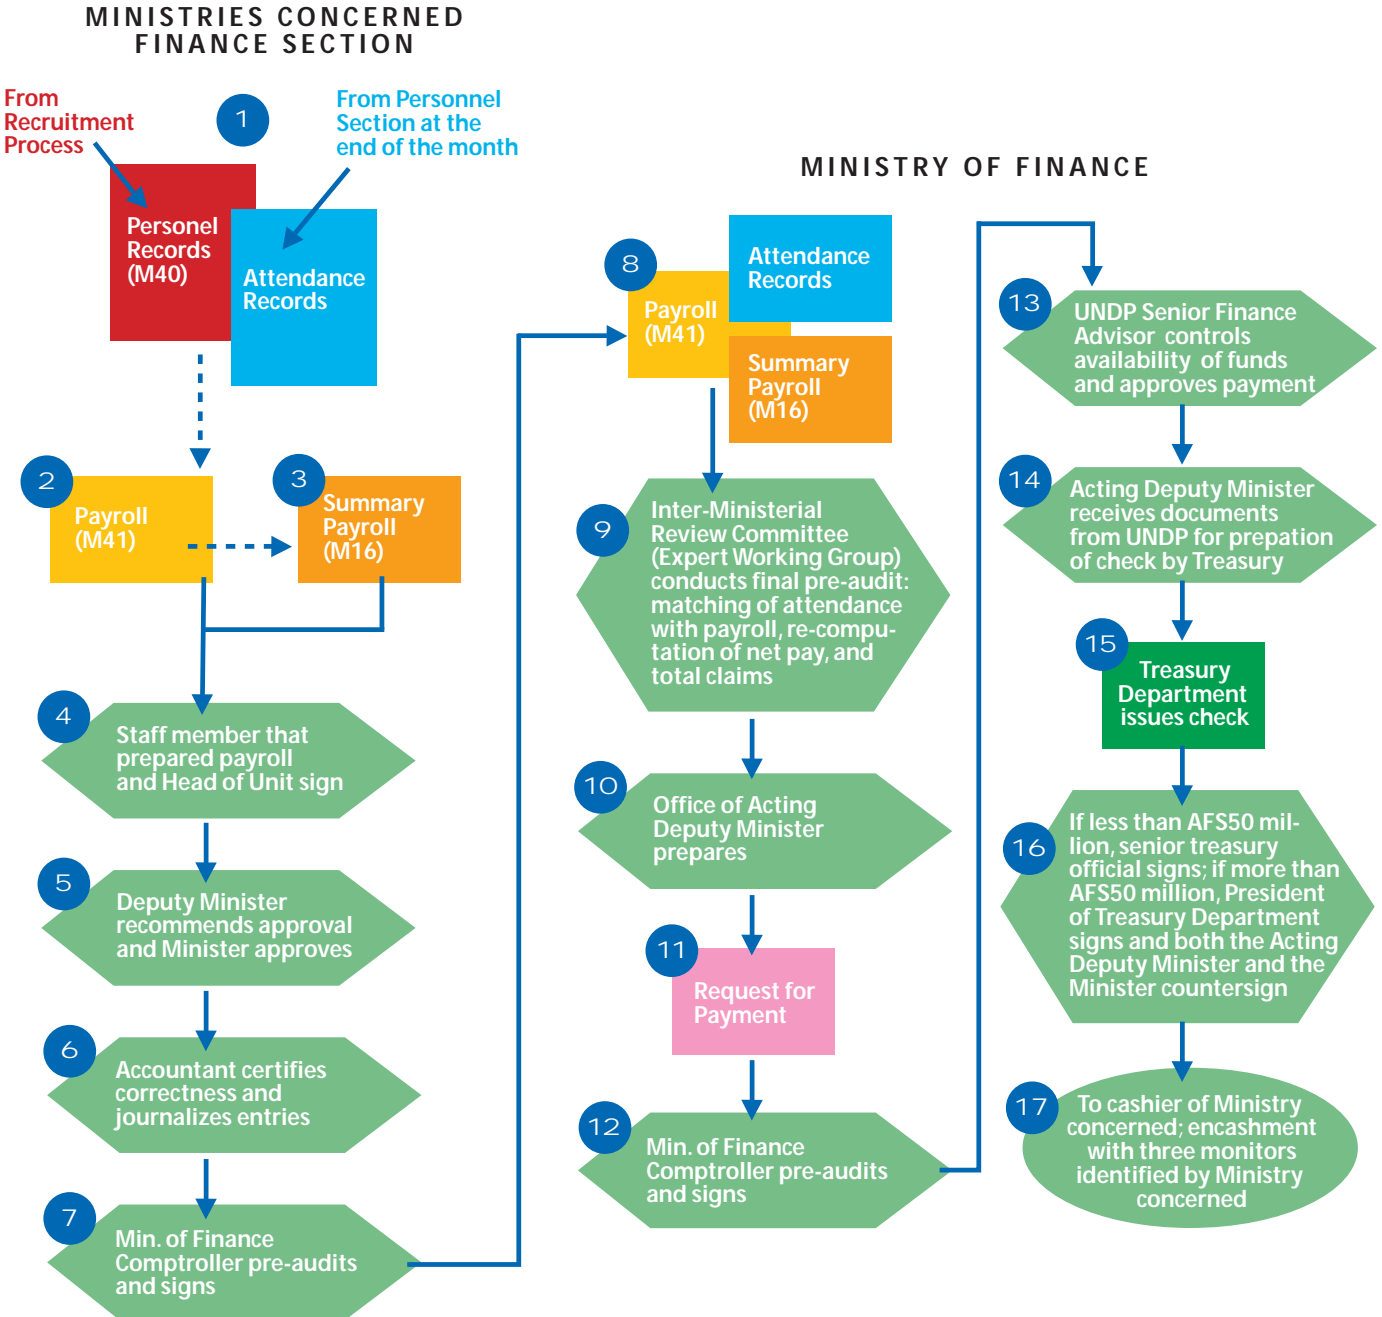 MINISTRIES CONCERNED
FINANCE SECTION
From
Recruitment
Process
1
From Personnel
Section at the
end of the month
Personel
Records
(M40)
Attendance
Records
2
Payroll
(M41)
3
Summary
Payroll
(M16)
4
Staff member that
prepared payroll
and Head of Unit sign
5
Deputy Minister
recommends approval
and Minister approves
6
Accountant certifies
correctness and
journalizes entries
7
Min. of Finance
Comptroller pre-audits
and signs
MINISTRY OF FINANCE
8
Payroll
(M41)
Attendance
Records
Summary
Payroll
(M16)
9
Inter-Ministerial
Review Committee
(Expert Working Group)
conducts final pre-audit:
matching of attendance
with payroll, re-compu-
tation of net pay, and
total claims
10
Office of Acting
Deputy Minister
prepares
11
Request for
Payment
12
Min. of Finance
Comptroller pre-audits
and signs
13
UNDP Senior Finance
Advisor controls
availability of funds
and approves payment
14
Acting Deputy Minister
receives documents
from UNDP for prepation
of check by Treasury
15
Treasury
Department
issues check
16
If less than AFS50 mil-
lion, senior treasury
official signs; if more than
AFS50 million, President
of Treasury Department
signs and both the Acting
Deputy Minister and the
Minister countersign
17
To cashier of Ministry
concerned; encashment
with three monitors
identified by Ministry
concerned